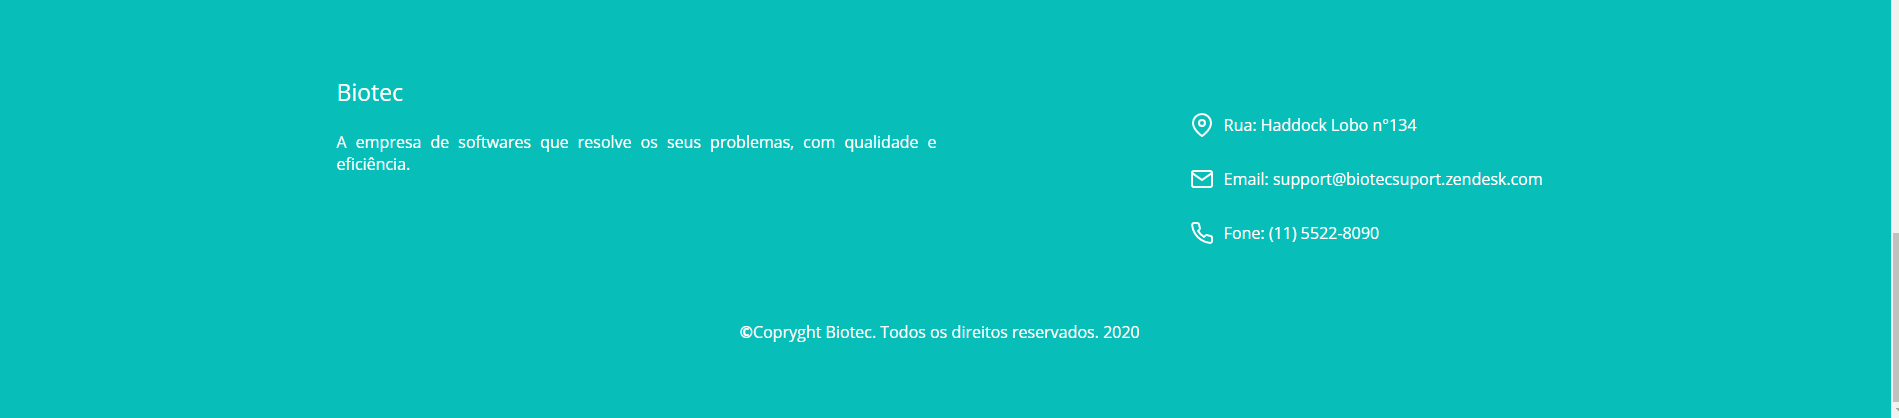 Biotec
A empresa de softwares que resolve os seus problemas, com qualidade e
eficiência.
Rua: Haddock Lobo n°134
Email: support@biotecsuport.zendesk.com
Fone: (11) 5522-8090
©Copryght Biotec. Todos os direitos reservados. 2020